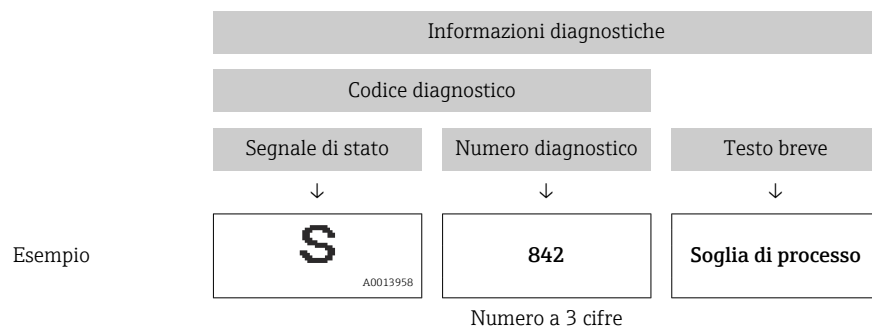 Informazioni diagnostiche
Codice diagnostico
Segnale di stato Numero diagnostico Testo breve
↓ ↓ ↓
Esempio S 842 Soglia di processo
A0013958
Numero a 3 cifre